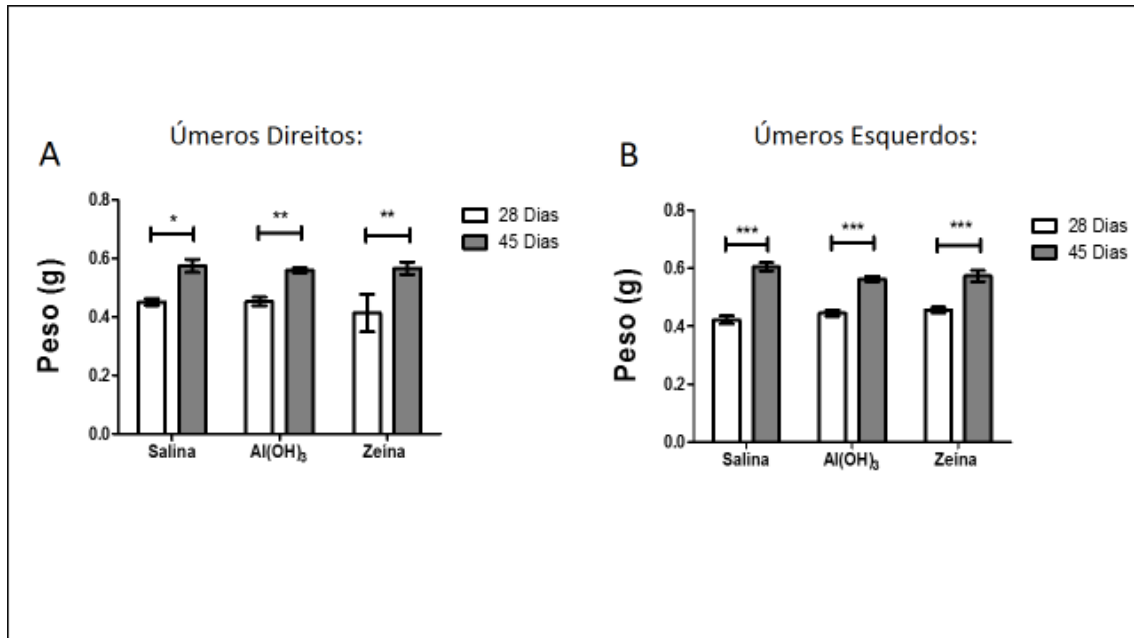 A
Úmeros Direitos:
Peso (g)
0.8
0.6
0.4
0.2
0.0
*
**
**
Salina
Al(OH)₃
Zeína
28 Dias
45 Dias
B
Úmeros Esquerdos:
Peso (g)
0.8
0.6
0.4
0.2
0.0
***
***
***
Salina
Al(OH)₃
Zeína
28 Dias
45 Dias